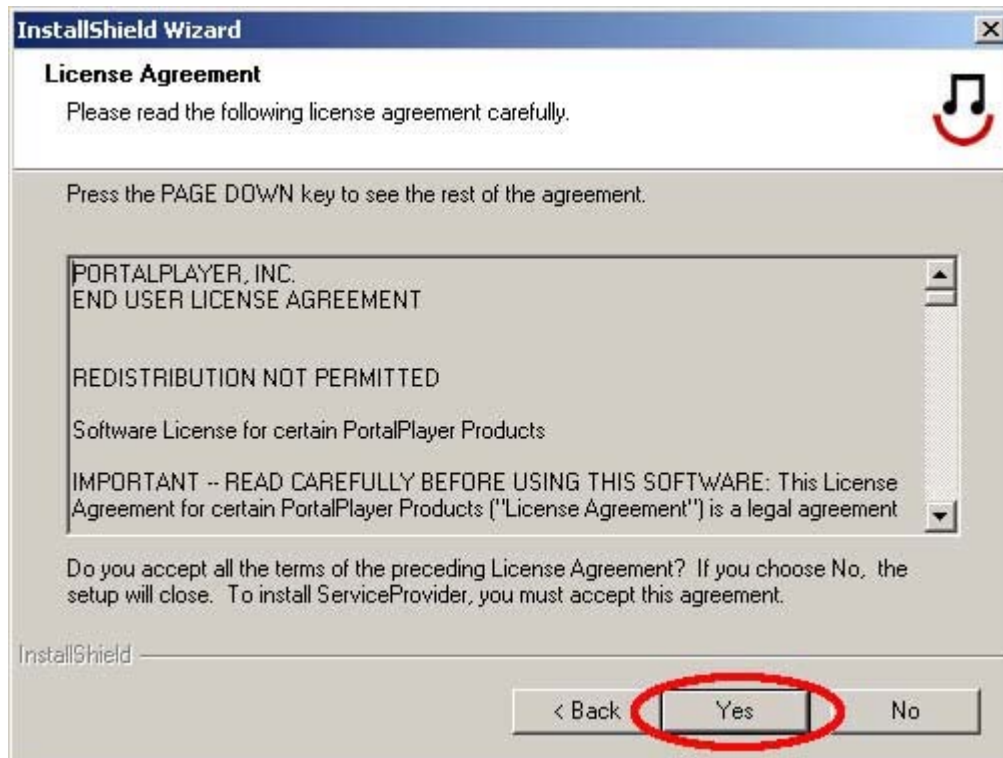 InstallShield Wizard
License Agreement
Please read the following license agreement carefully.
Press the PAGE DOWN key to see the rest of the agreement.
PORTALPLAYER, INC.
END USER LICENSE AGREEMENT
REDISTRIBUTION NOT PERMITTED
Software License for certain PortalPlayer Products
IMPORTANT -- READ CAREFULLY BEFORE USING THIS SOFTWARE: This License
Agreement for certain PortalPlayer Products ("License Agreement") is a legal agreement
Do you accept all the terms of the preceding License Agreement? If you choose No, the
setup will close. To install ServiceProvider, you must accept this agreement.
InstallShield
< Back Yes No